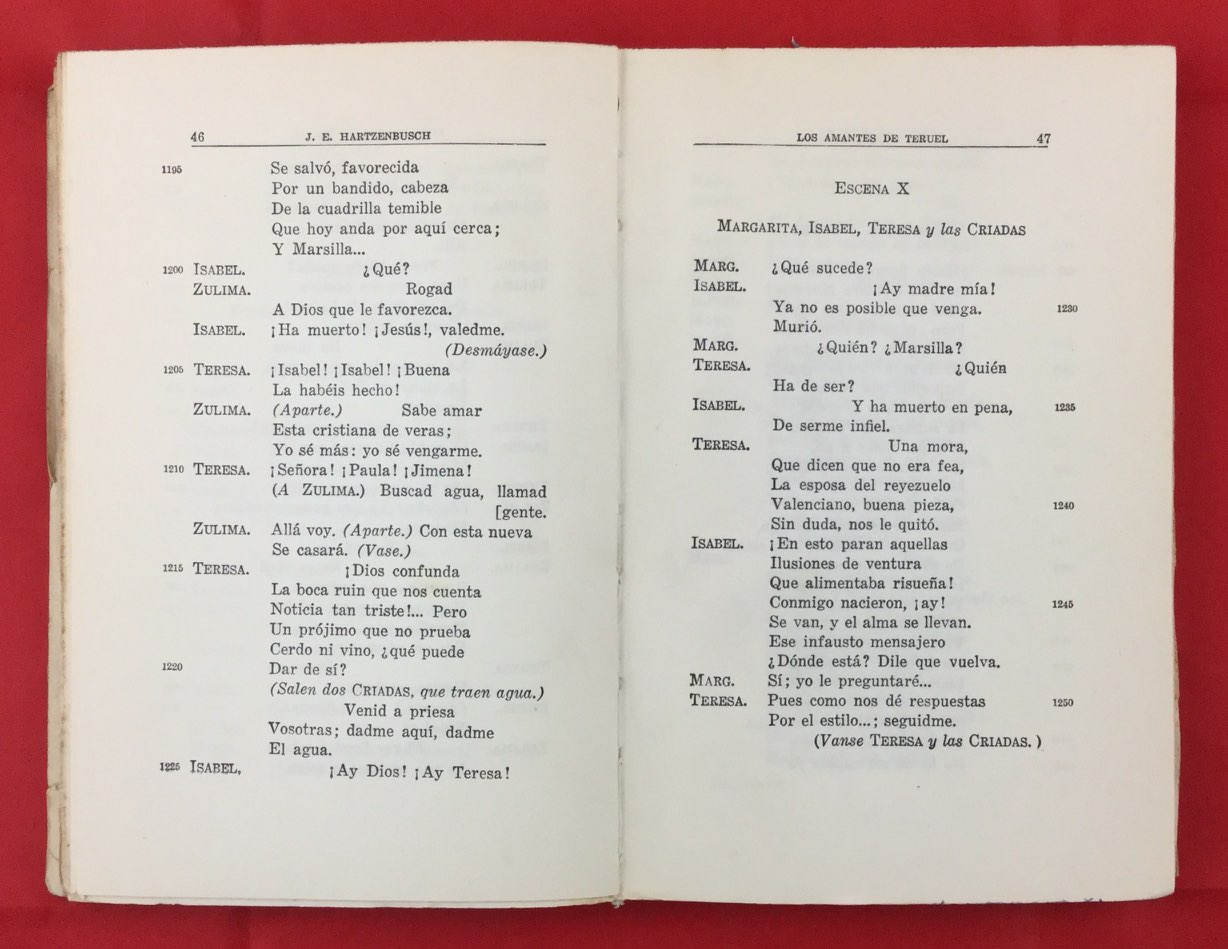 46 J. E. HARTZENBUSCH
1195 Se salvó, favorecida
Por un bandido, cabeza
De la cuadrilla temible
Que hoy anda por aquí cerca;
Y Marsilla...
1200 ISABEL. ¿Qué?
ZULIMA. Rogad
A Dios que le favorezca.
ISABEL. ¡Ha muerto! ¡Jesús!, valedme.
(Desmáyase.)
1205 TERESA. ¡Isabel! ¡Isabel! ¡Buena
La habéis hecho!
ZULIMA. (Aparte.) Sabe amar
Esta cristiana de veras;
Yo sé más: yo sé vengarme.
1210 TERESA. ¡Señora! ¡Paula! ¡Jimena!
(A ZULIMA.) Buscad agua, llamad
[gente.
ZULIMA. Allá voy. (Aparte.) Con esta nueva
Se casará. (Vase.)
1215 TERESA. ¡Dios confunda
La boca ruin que nos cuenta
Noticia tan triste!... Pero
Un prójimo que no prueba
Cerdo ni vino, ¿qué puede
1220 Dar de sí?
(Salen dos CRIADAS, que traen agua.)
Venid a priesa
Vosotras; dadme aquí, dadme
El agua.
1225 ISABEL, ¡Ay Dios! ¡Ay Teresa!
LOS AMANTES DE TERUEL 47
ESCENA X
MARGARITA, ISABEL, TERESA y las CRIADAS
MARG. ¿Qué sucede?
ISABEL. ¡Ay madre mía!
Ya no es posible que venga. 1230
Murió.
MARG. ¿Quién? ¿Marsilla?
TERESA. ¿Quién
Ha de ser?
ISABEL. Y ha muerto en pena, 1235
De serme infiel.
TERESA. Una mora,
Que dicen que no era fea,
La esposa del reyezuelo
Valenciano, buena pieza, 1240
Sin duda, nos le quitó.
ISABEL. ¡En esto paran aquellas
Ilusiones de ventura
Que alimentaba risueña!
Conmigo nacieron, ¡ay! 1245
Se van, y el alma se llevan.
Ese infausto mensajero
¿Dónde está? Dile que vuelva.
MARG. Sí; yo le preguntaré...
TERESA. Pues como nos dé respuestas 1250
Por el estilo...; seguidme.
(Vanse TERESA y las CRIADAS.)